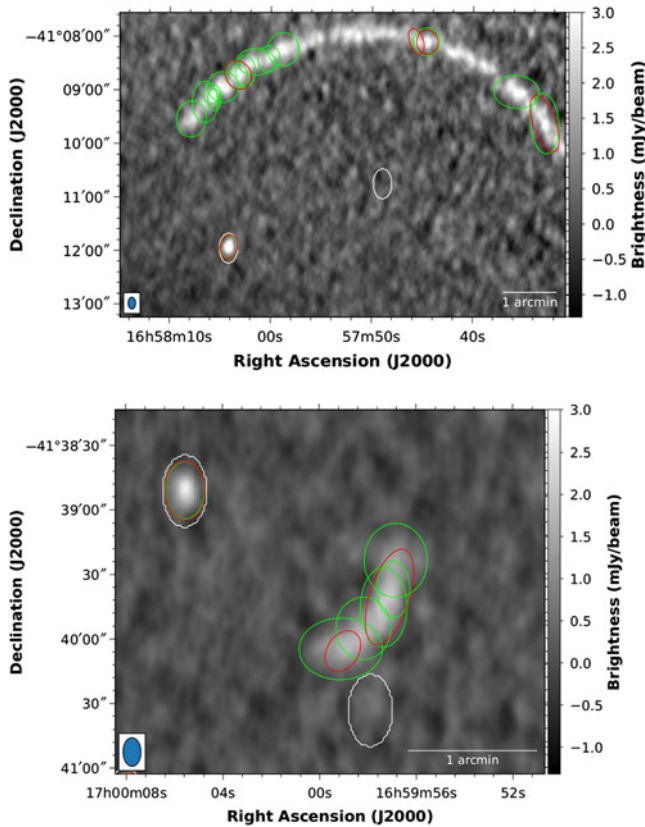 −41°08′00″
09′00″
10′00″
11′00″
12′00″
13′00″
Declination (J2000)
1 arcmin
16h58m10s
00s
57m50s
40s
Right Ascension (J2000)
3.0
2.5
2.0
1.5
1.0
0.5
0.0
−0.5
−1.0
Brightness (mJy/beam)
−41°38′30″
39′00″
30″
40′00″
30″
41′00″
Declination (J2000)
1 arcmin
17h00m08s
04s
00s
16h59m56s
52s
Right Ascension (J2000)
3.0
2.5
2.0
1.5
1.0
0.5
0.0
−0.5
−1.0
Brightness (mJy/beam)